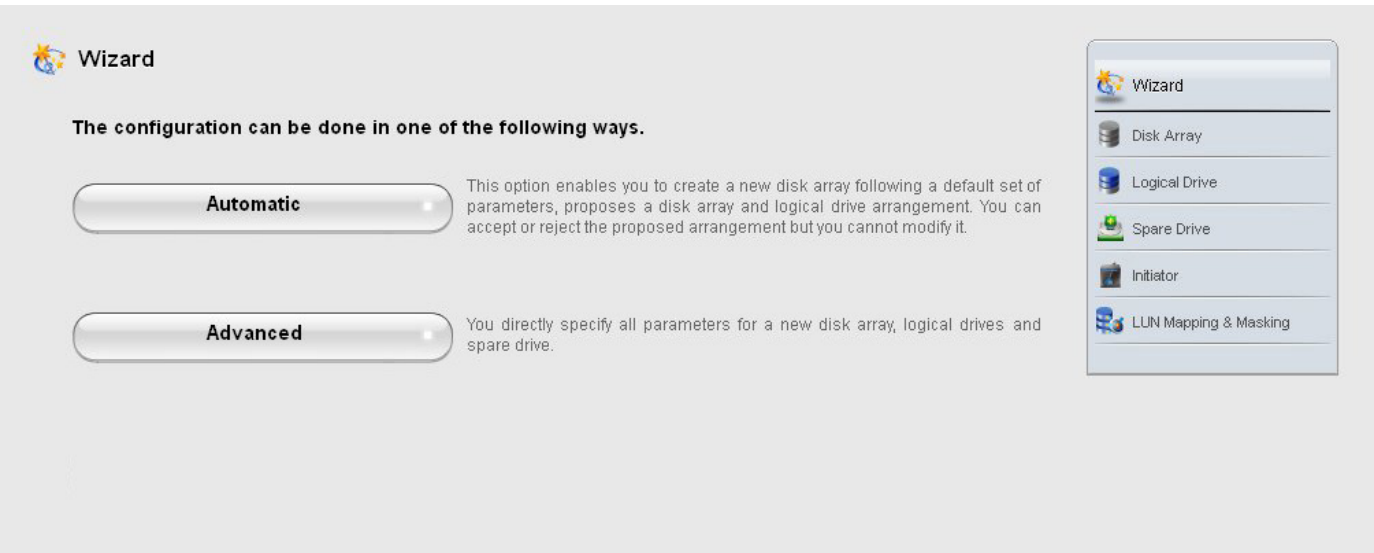 Wizard
The configuration can be done in one of the following ways.
Automatic
This option enables you to create a new disk array following a default set of
parameters, proposes a disk array and logical drive arrangement. You can
accept or reject the proposed arrangement but you cannot modify it.
Advanced
You directly specify all parameters for a new disk array, logical drives and
spare drive.
Wizard
Disk Array
Logical Drive
Spare Drive
Initiator
LUN Mapping & Masking